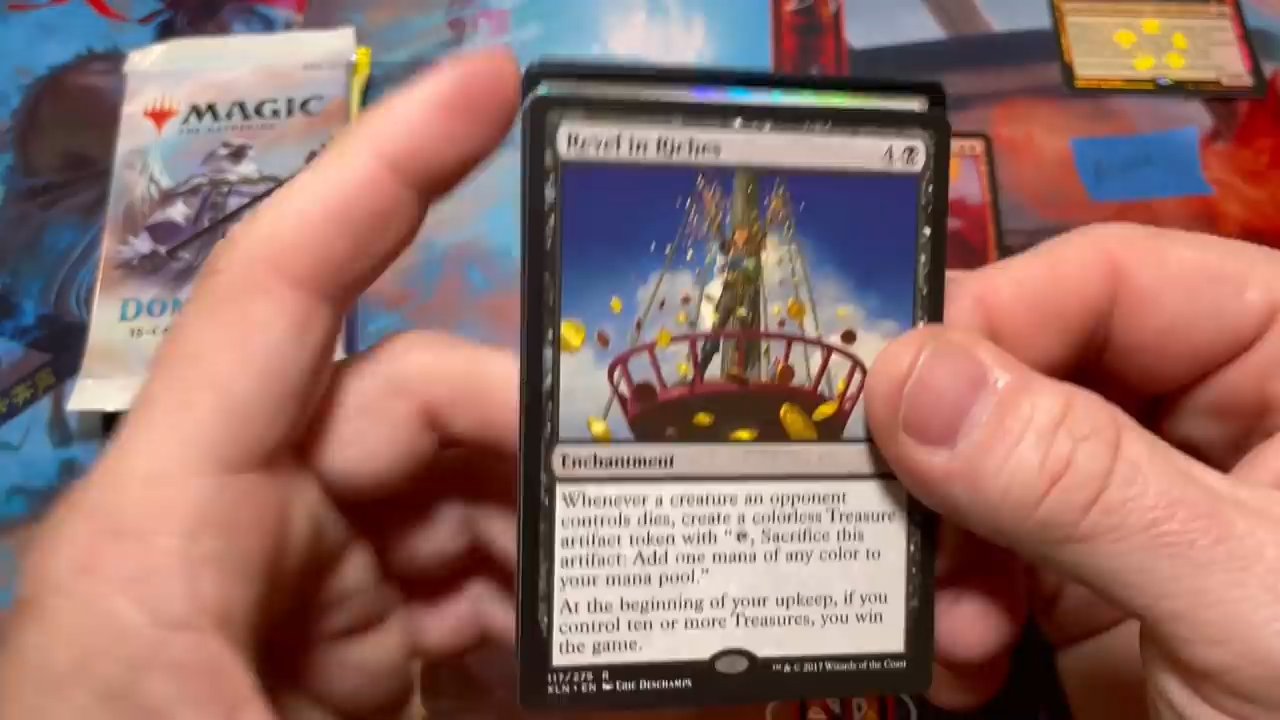 MAGIC
THE GATHERING
DOM
15-CA
Revel in Riches
4
Enchantment
Whenever a creature an opponent
controls dies, create a colorless Treasure
artifact token with “, Sacrifice this
artifact: Add one mana of any color to
your mana pool.”
At the beginning of your upkeep, if you
control ten or more Treasures, you win
the game.
117/279 R
XLN • EN Eric Deschamps
™ & © 2017 Wizards of the Coast